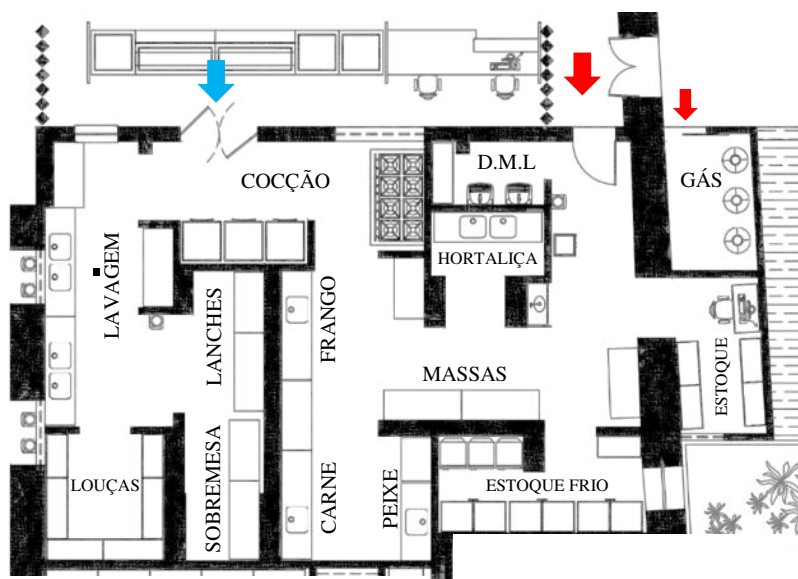 D.M.L
COCÇÃO
GÁS
HORTALIÇA
LAVAGEM
LANCHES
FRANGO
MASSAS
ESTOQUE
SOBREMESA
CARNE
PEIXE
LOUÇAS
ESTOQUE FRIO